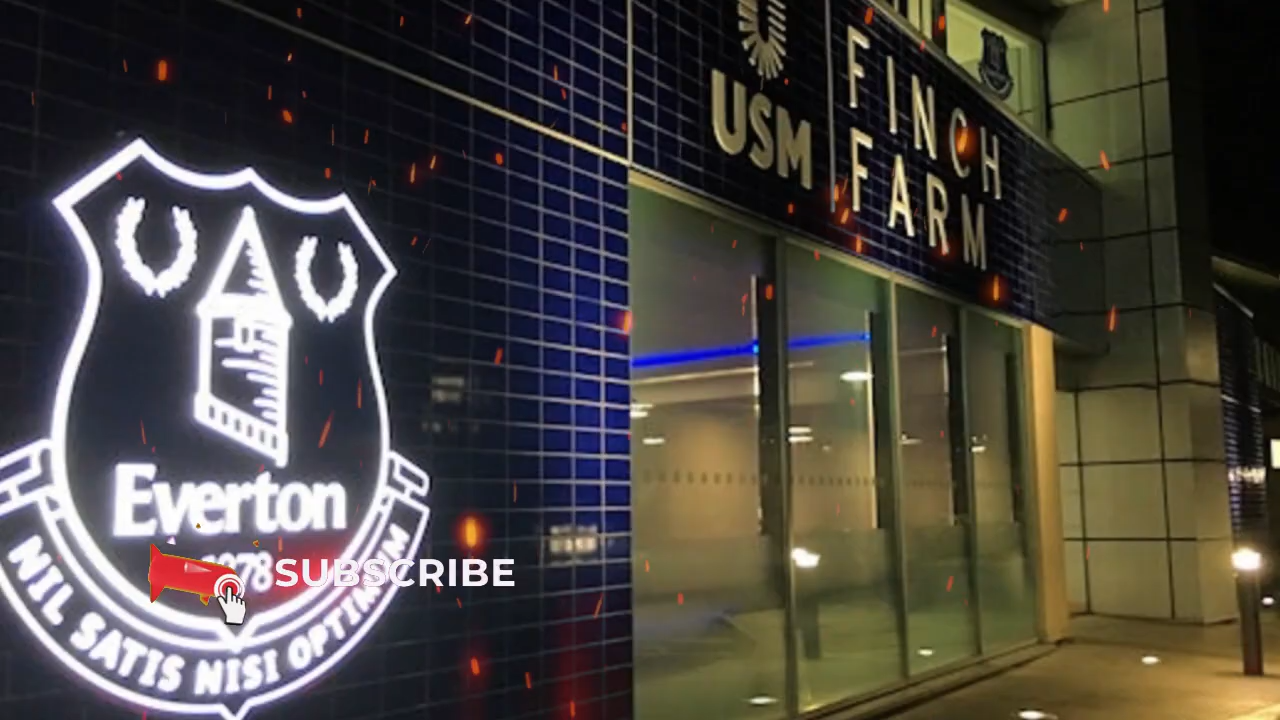 USM
FINCH
FARM
Everton
1878
SUBSCRIBE
NIL SATIS NISI OPTIMUM